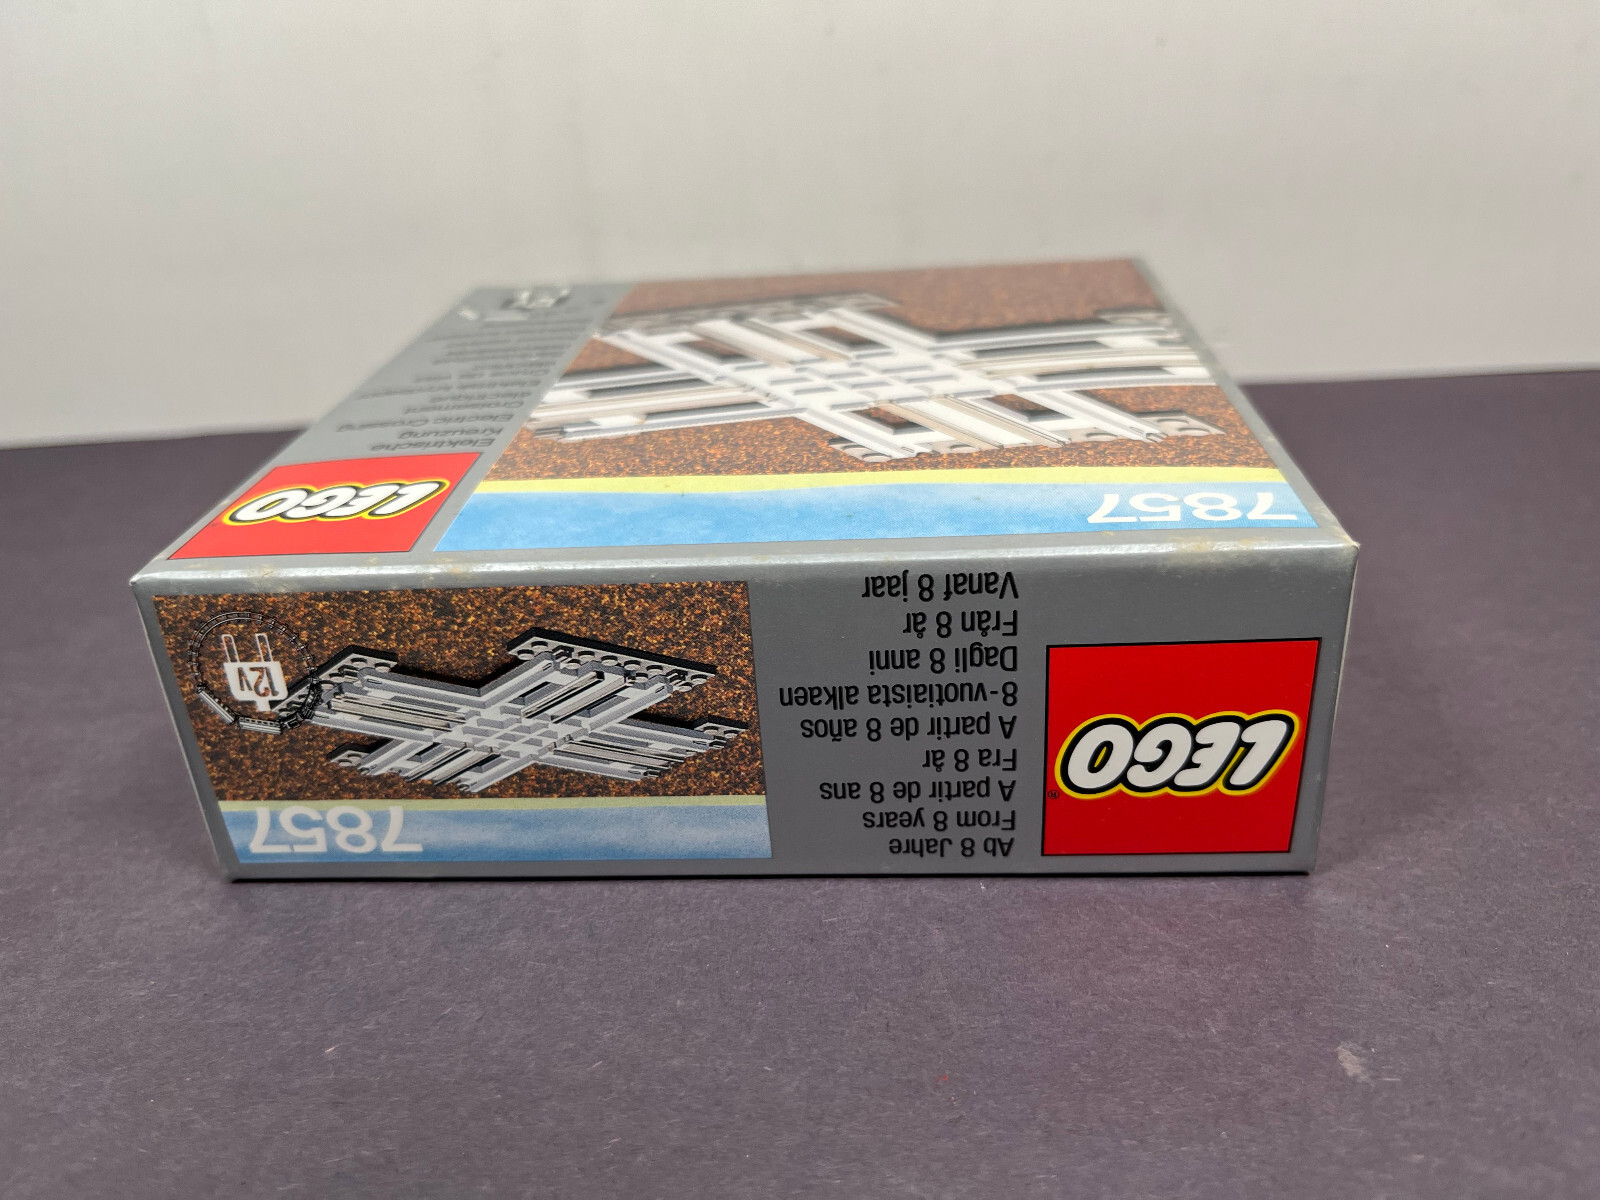 LEGO
Ab 8 Jahre
From 8 years
A partir de 8 ans
Fra 8 år
A partir de 8 años
8-vuotiaista alkaen
Dagli 8 anni
Från 8 år
Vanaf 8 jaar
7857
12v
7857
LEGO
Elektrische
Kreuzung
Electric Crossing
Croisement
électrique